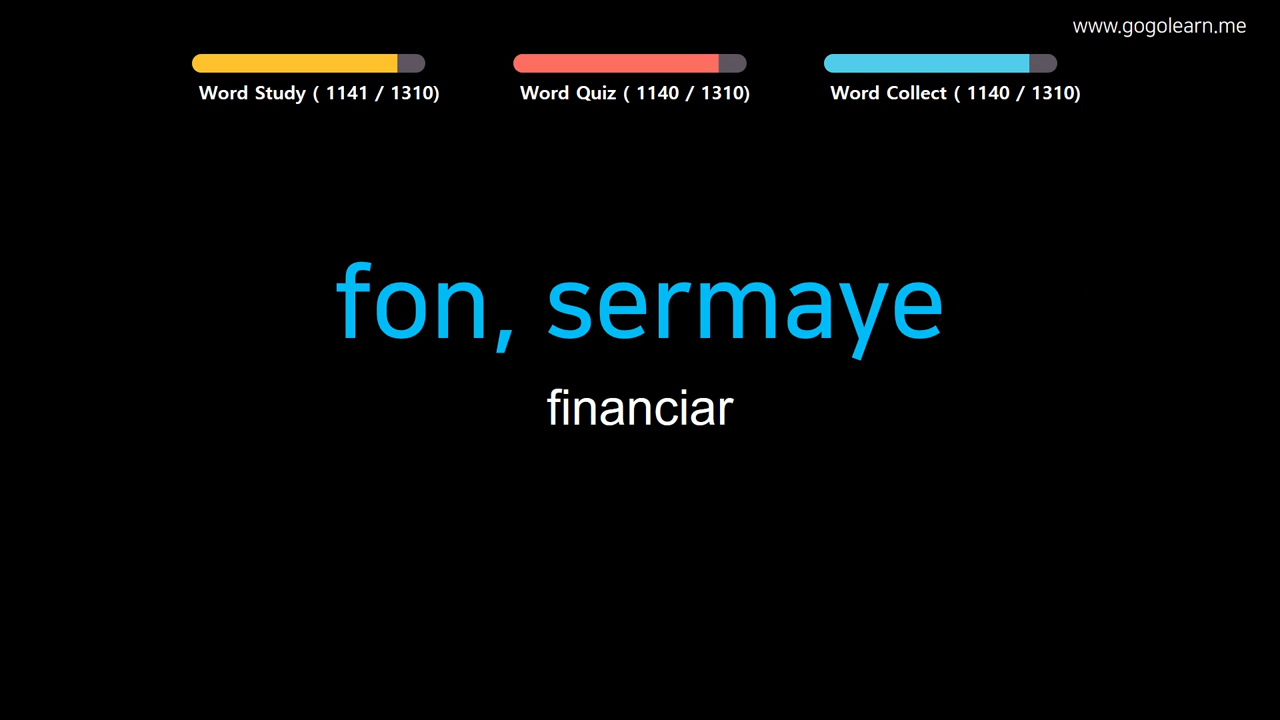 www.gogolearn.me
Word Study ( 1141 / 1310)
Word Quiz ( 1140 / 1310)
Word Collect ( 1140 / 1310)
fon, sermaye
financiar